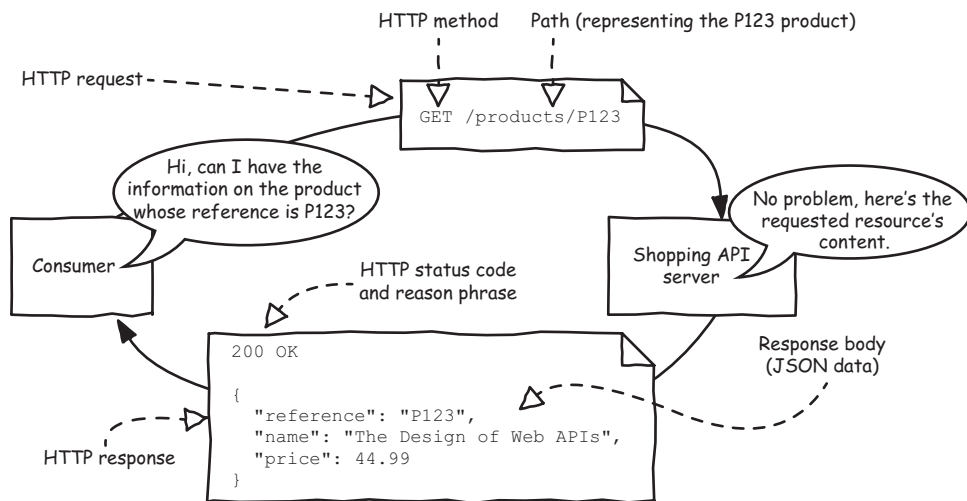 HTTP method
Path (representing the P123 product)
HTTP request
GET /products/P123
Hi, can I have the
information on the product
whose reference is P123?
No problem, here's the
requested resource's
content.
Consumer
Shopping API
server
HTTP status code
and reason phrase
200 OK
{
"reference": "P123",
"name": "The Design of Web APIs",
"price": 44.99
}
Response body
(JSON data)
HTTP response